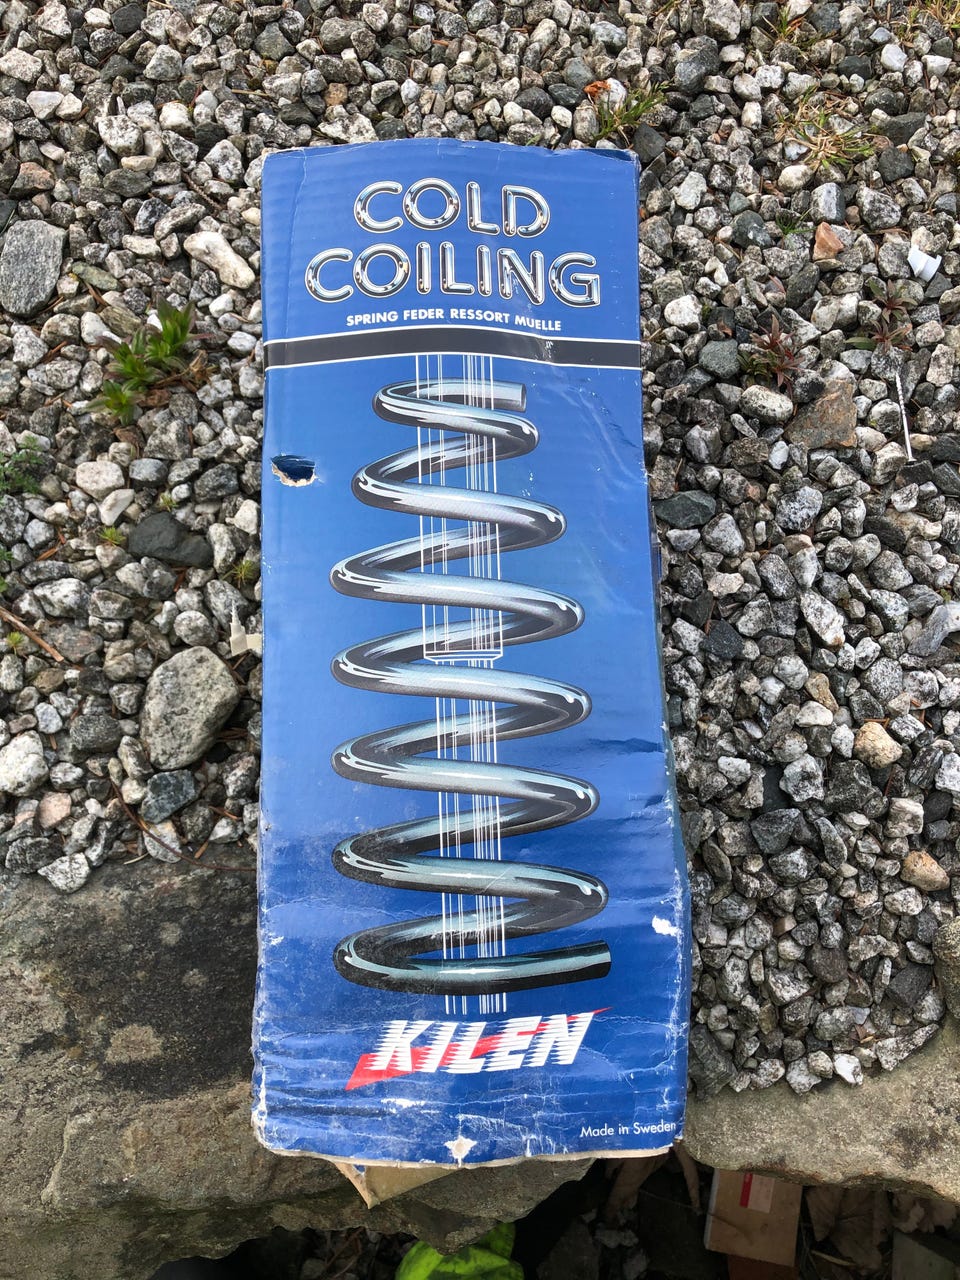 COLD
COILING
SPRING FEDER RESSORT MUELLE
KILEN
Made in Sweden